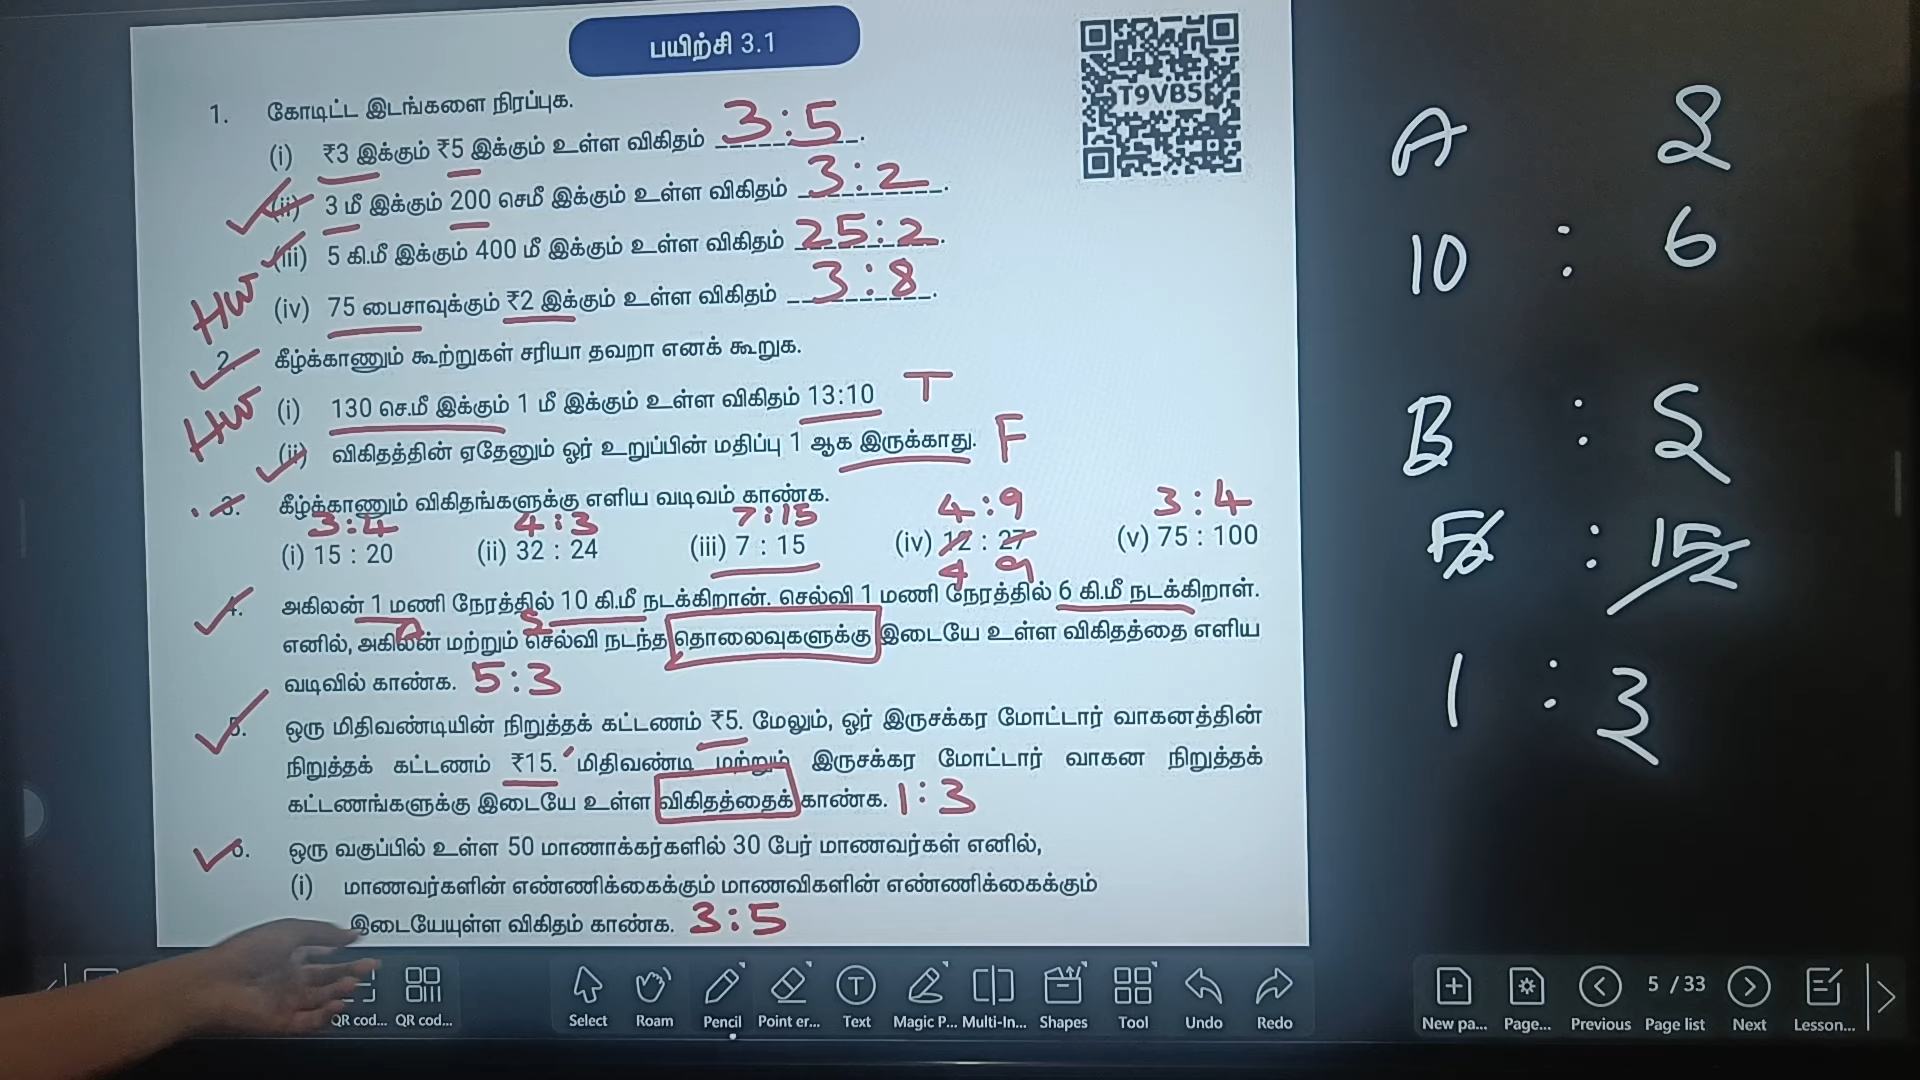 பயிற்சி 3.1
T9VB5E
1. கோடிட்ட இடங்களை நிரப்புக.
(i) ₹3 இக்கும் ₹5 இக்கும் உள்ள விகிதம் 3:5.
(ii) 3 மீ இக்கும் 200 செமீ இக்கும் உள்ள விகிதம் 3:2.
(iii) 5 கி.மீ இக்கும் 400 மீ இக்கும் உள்ள விகிதம் 25:2.
HW (iv) 75 பைசாவுக்கும் ₹2 இக்கும் உள்ள விகிதம் 3:8.
2. கீழ்க்காணும் கூற்றுகள் சரியா தவறா எனக் கூறுக.
HW (i) 130 செ.மீ இக்கும் 1 மீ இக்கும் உள்ள விகிதம் 13:10 T
(ii) விகிதத்தின் ஏதேனும் ஓர் உறுப்பின் மதிப்பு 1 ஆக இருக்காது. F
3. கீழ்க்காணும் விகிதங்களுக்கு எளிய வடிவம் காண்க.
3:4 4:3 7:15 4:9 3:4
(i) 15 : 20 (ii) 32 : 24 (iii) 7 : 15 (iv) 12 : 27 (v) 75 : 100
4 9
4. அகிலன் 1 மணி நேரத்தில் 10 கி.மீ நடக்கிறான். செல்வி 1 மணி நேரத்தில் 6 கி.மீ நடக்கிறாள்.
A S
எனில், அகிலன் மற்றும் செல்வி நடந்த தொலைவுகளுக்கு இடையே உள்ள விகிதத்தை எளிய
வடிவில் காண்க. 5:3
5. ஒரு மிதிவண்டியின் நிறுத்தக் கட்டணம் ₹5. மேலும், ஓர் இருசக்கர மோட்டார் வாகனத்தின்
நிறுத்தக் கட்டணம் ₹15. மிதிவண்டி மற்றும் இருசக்கர மோட்டார் வாகன நிறுத்தக்
கட்டணங்களுக்கு இடையே உள்ள விகிதத்தைக் காண்க. 1:3
6. ஒரு வகுப்பில் உள்ள 50 மாணாக்கர்களில் 30 பேர் மாணவர்கள் எனில்,
(i) மாணவர்களின் எண்ணிக்கைக்கும் மாணவிகளின் எண்ணிக்கைக்கும்
இடையேயுள்ள விகிதம் காண்க. 3:5
A S
10 : 6
B : S
5 : 15
1 : 3
QR cod... QR cod... Select Roam Pencil Point er... Text Magic P... Multi-In... Shapes Tool Undo Redo
5 / 33
New pa... Page... Previous Page list Next Lesson...